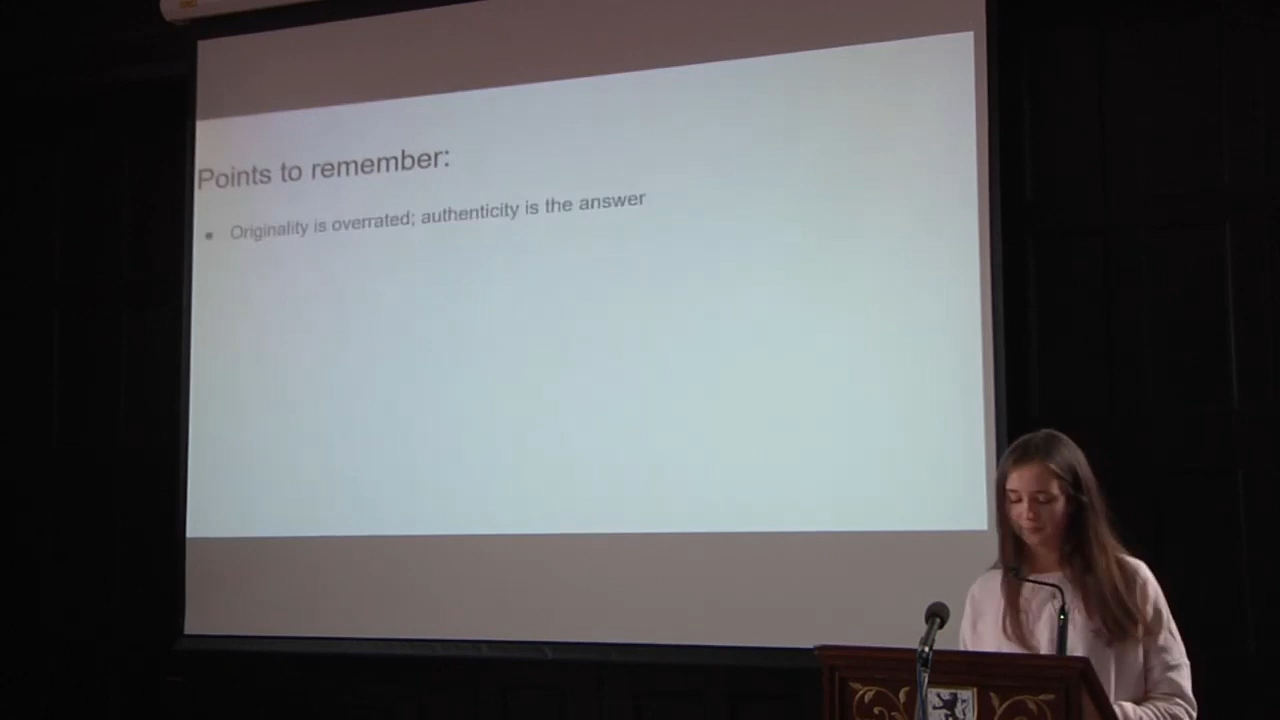 Points to remember:
● Originality is overrated; authenticity is the answer